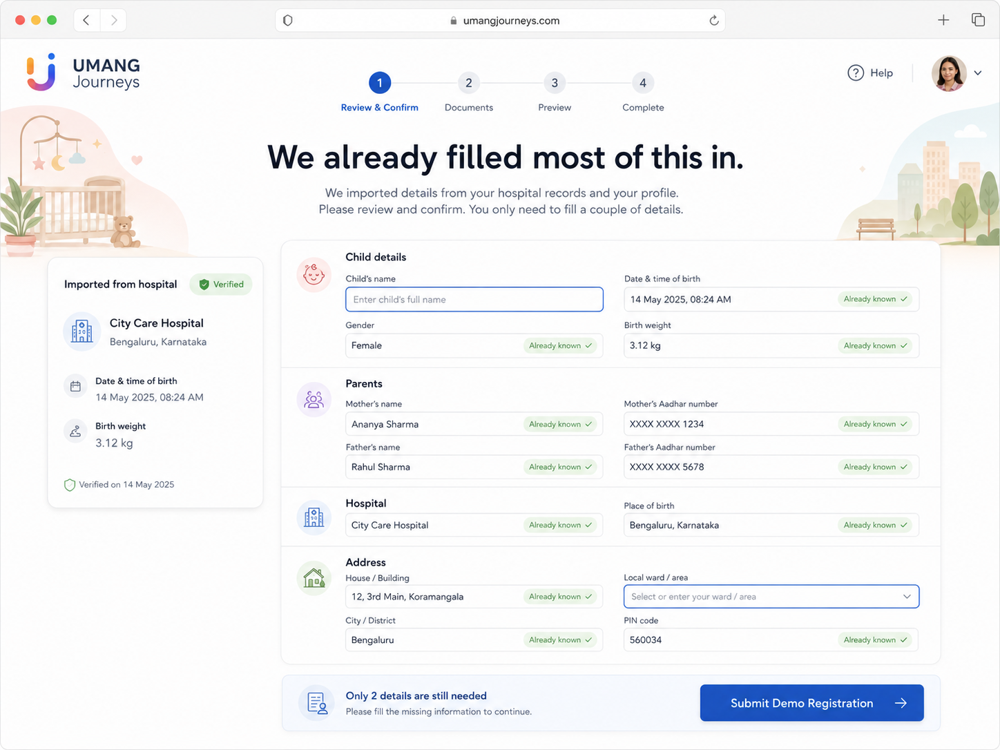 umangjourneys.com
UMANG
Journeys
1
2
3
4
Review & Confirm
Documents
Preview
Complete
? Help
We already filled most of this in.
We imported details from your hospital records and your profile.
Please review and confirm. You only need to fill a couple of details.
Imported from hospital
Verified
City Care Hospital
Bengaluru, Karnataka
Date & time of birth
14 May 2025, 08:24 AM
Birth weight
3.12 kg
Verified on 14 May 2025
Child details
Child's name
Enter child's full name
Date & time of birth
14 May 2025, 08:24 AM
Already known
Gender
Female
Already known
Birth weight
3.12 kg
Already known
Parents
Mother's name
Ananya Sharma
Already known
Mother's Aadhar number
XXXX XXXX 1234
Already known
Father's name
Rahul Sharma
Already known
Father's Aadhar number
XXXX XXXX 5678
Already known
Hospital
City Care Hospital
Already known
Place of birth
Bengaluru, Karnataka
Already known
Address
House / Building
12, 3rd Main, Koramangala
Already known
Local ward / area
Select or enter your ward / area
City / District
Bengaluru
Already known
PIN code
560034
Already known
Only 2 details are still needed
Please fill the missing information to continue.
Submit Demo Registration